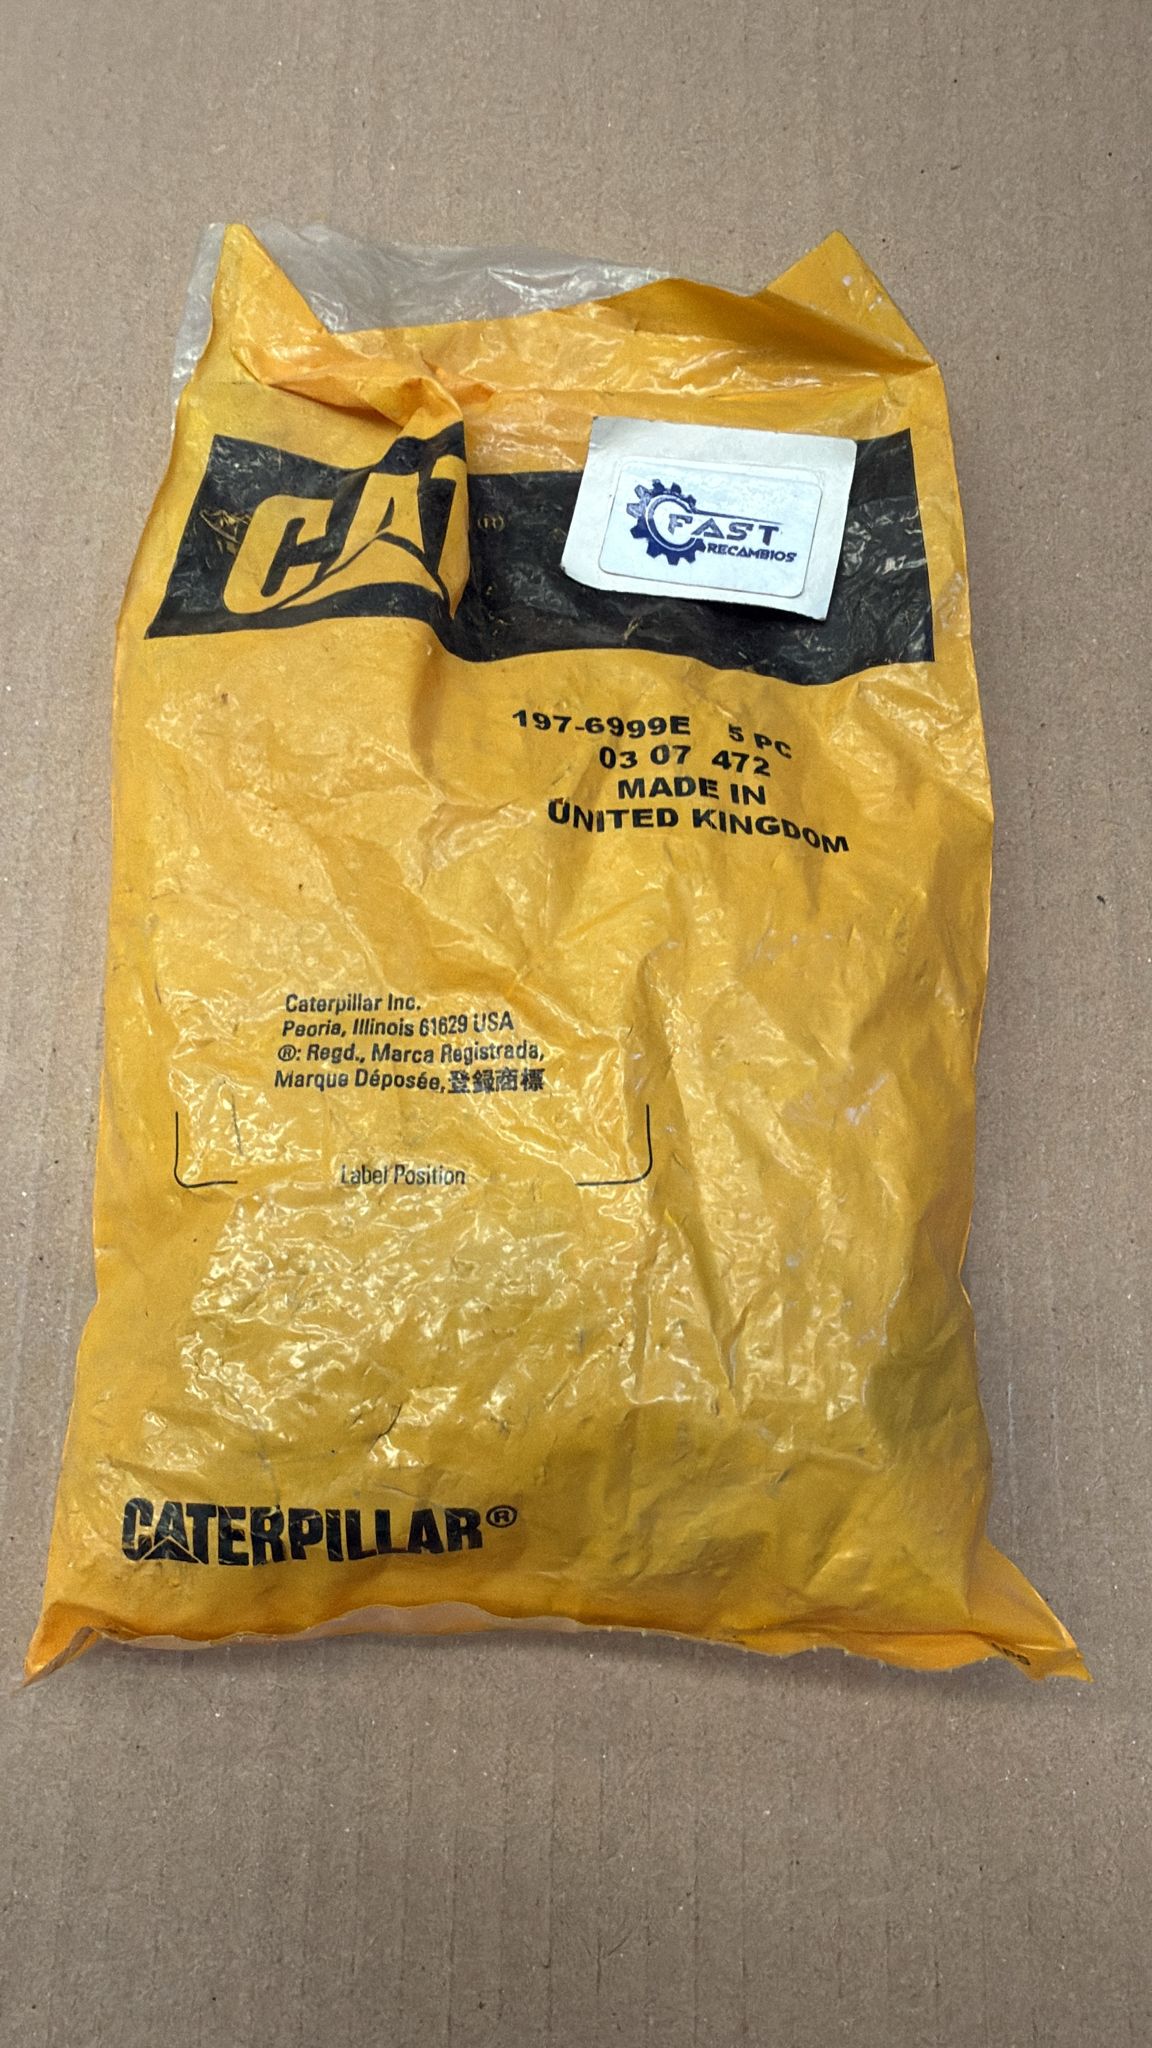 CAT®
FAST
RECAMBIOS
197-6999E 5 PC
03 07 472
MADE IN
UNITED KINGDOM
Caterpillar Inc.
Peoria, Illinois 61629 USA
®: Regd., Marca Registrada,
Marque Déposée, 登録商標
Label Position
CATERPILLAR®